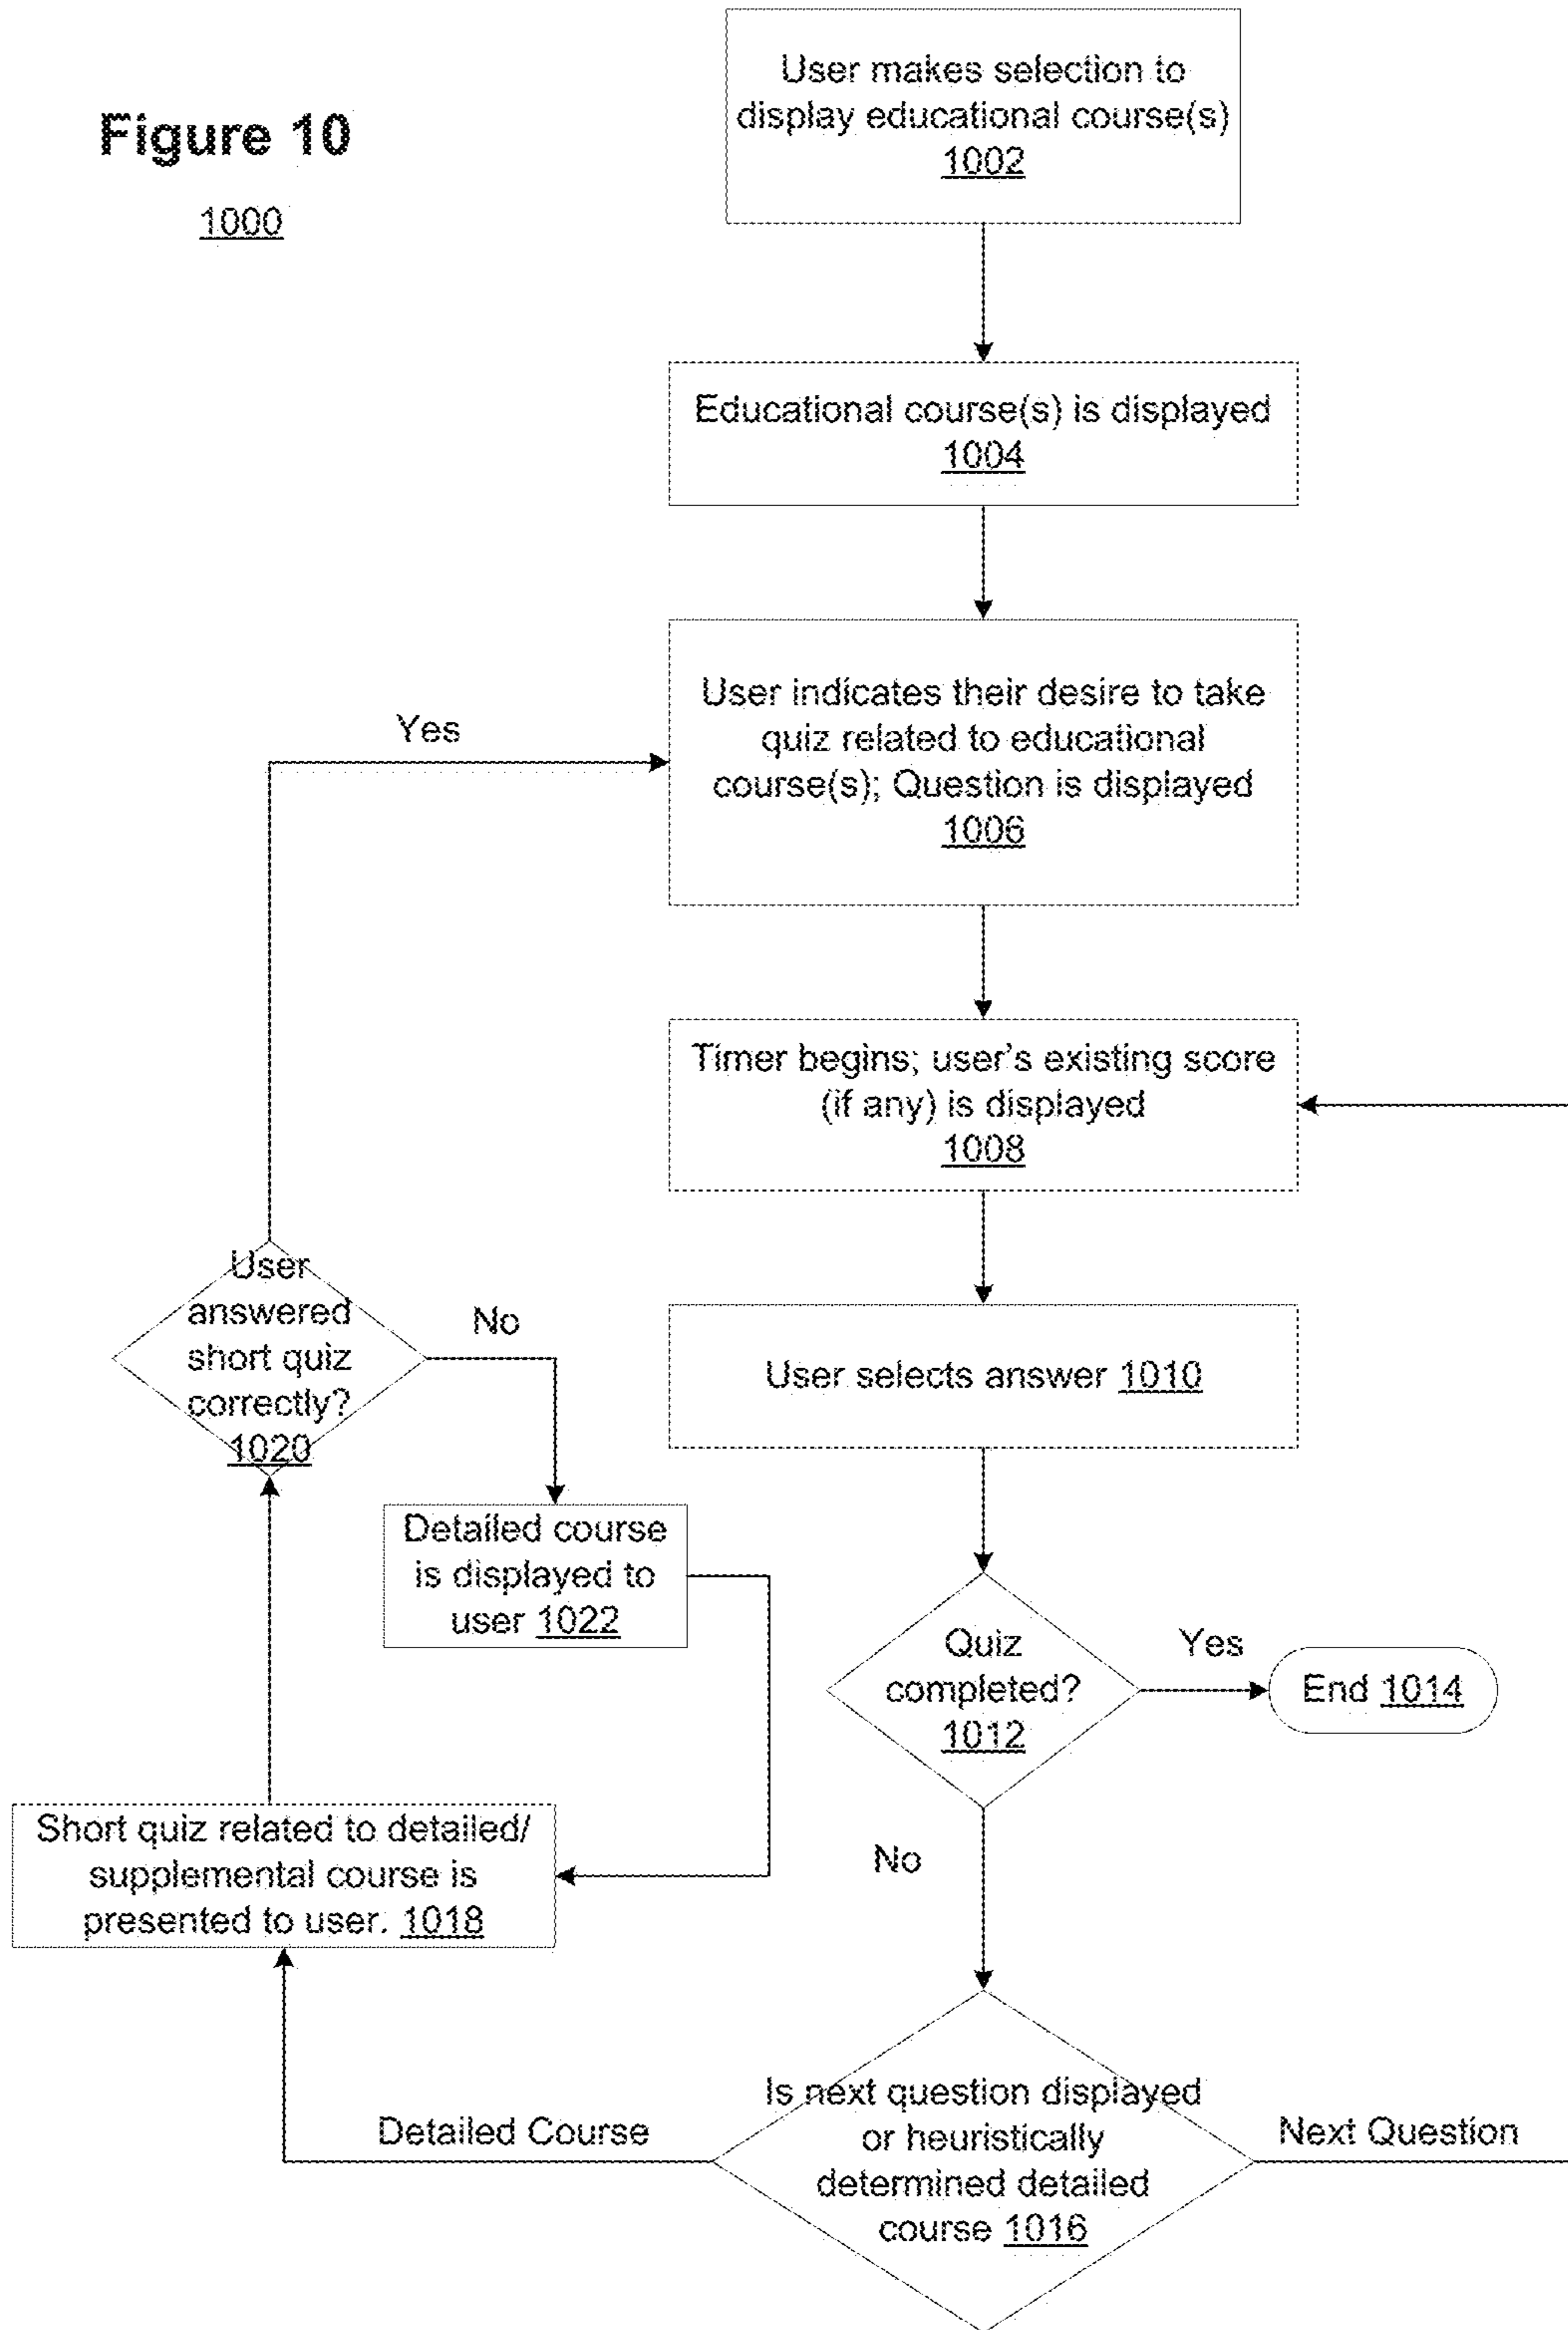 Figure 10
1000
User makes selection to
display educational course(s)
1002
Educational course(s) is displayed
1004
User indicates their desire to take
quiz related to educational
course(s); Question is displayed
1006
Yes
Timer begins; user's existing score
(if any) is displayed
1008
User
answered
short quiz
correctly?
1020
No
User selects answer 1010
Detailed course
is displayed to
user 1022
Quiz
completed?
1012
Yes
End 1014
Short quiz related to detailed/
supplemental course is
presented to user. 1018
No
Is next question displayed
or heuristically
determined detailed
course 1016
Detailed Course
Next Question